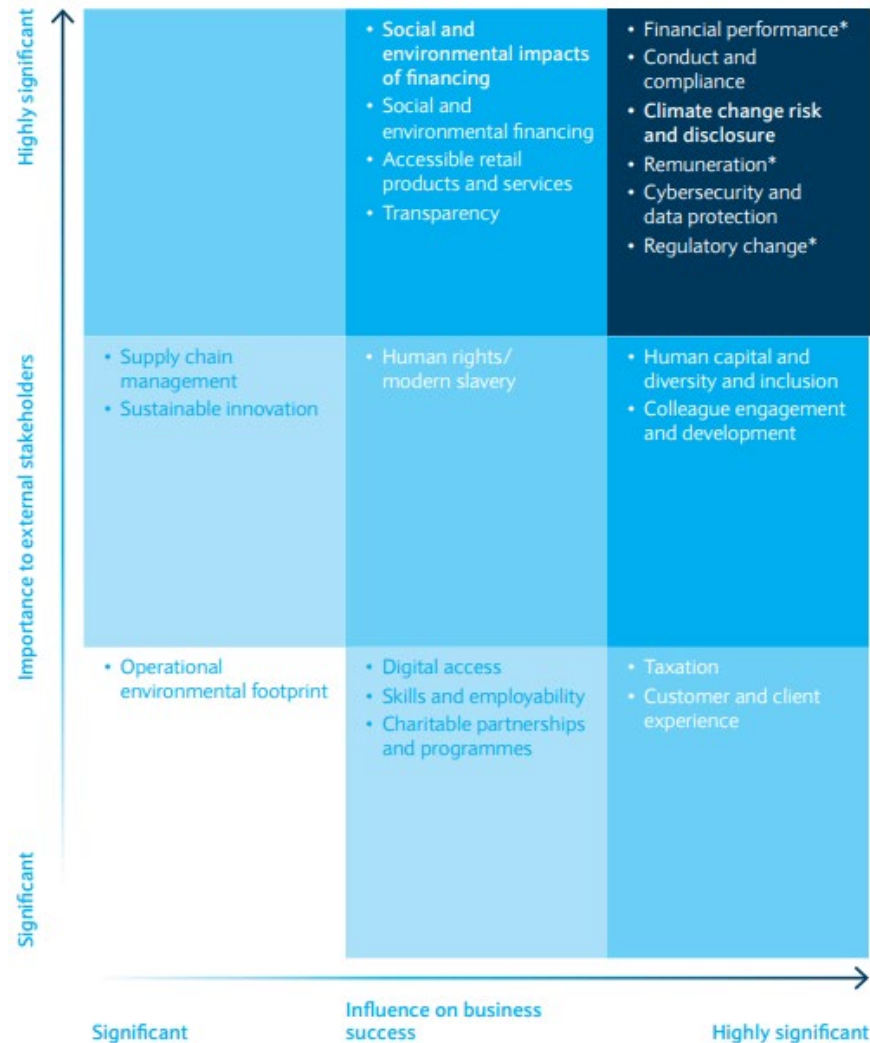 Highly significant
Importance to external stakeholders
Significant
• Social and
environmental impacts
of financing
• Social and
environmental financing
• Accessible retail
products and services
• Transparency
• Financial performance*
• Conduct and
compliance
• Climate change risk
and disclosure
• Remuneration*
• Cybersecurity and
data protection
• Regulatory change*
• Supply chain
management
• Sustainable innovation
• Human rights/
modern slavery
• Human capital and
diversity and inclusion
• Colleague engagement
and development
• Operational
environmental footprint
• Digital access
• Skills and employability
• Charitable partnerships
and programmes
• Taxation
• Customer and client
experience
Significant
Influence on business
success
Highly significant